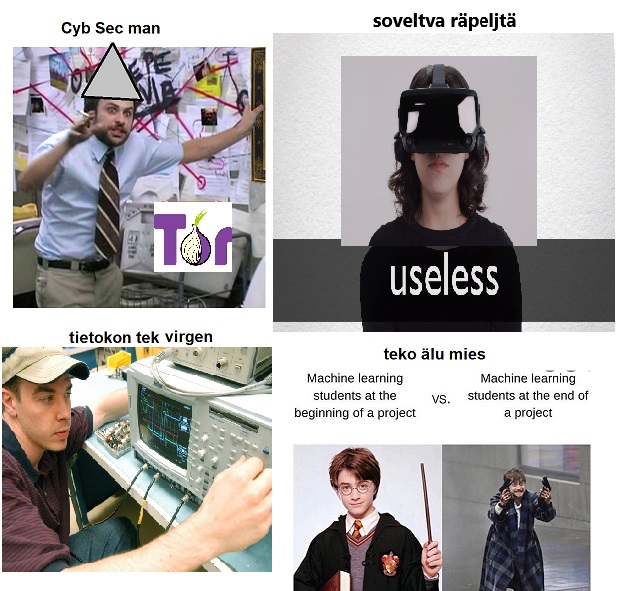 Cyb Sec man
soveltva räpeljtä
Tor
useless
tietokon tek virgen
teko älu mies
Machine learning
students at the
beginning of a project
vs.
Machine learning
students at the end of
a project